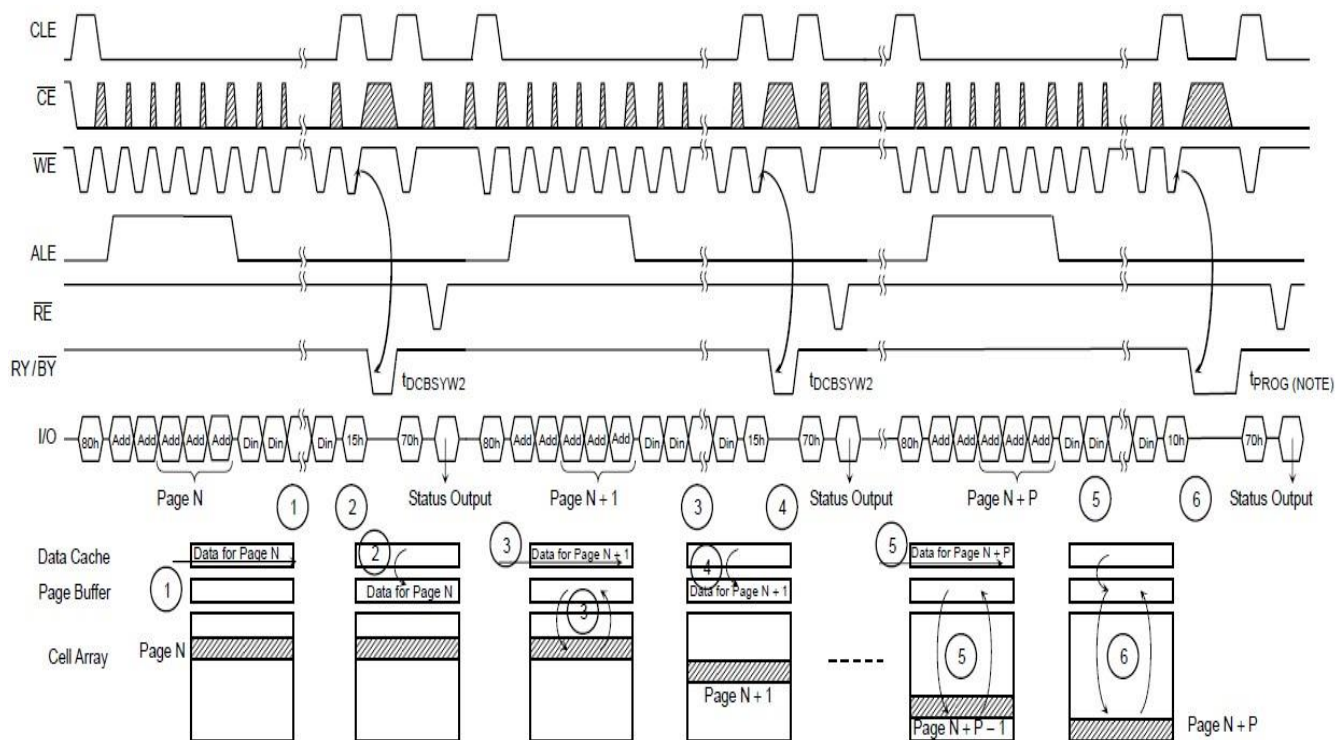 CLE
CE
WE
ALE
RE
RY / BY
tDCBSYW2 tDCBSYW2 tPROG (NOTE)
I/O 80h Add Add Add Add Add Din Din Din 15h 70h 80h Add Add Add Add Add Din Din Din 15h 70h 80h Add Add Add Add Add Din Din Din 10h 70h
Page N Status Output Page N + 1 Status Output Page N + P Status Output
1 2 3 4 5 6
Data Cache Data for Page N 2 3 Data for Page N + 1 4 5 Data for Page N + P
Page Buffer 1 Data for Page N 3 Data for Page N + 1
Cell Array Page N 5 6
Page N + 1
Page N + P – 1 Page N + P